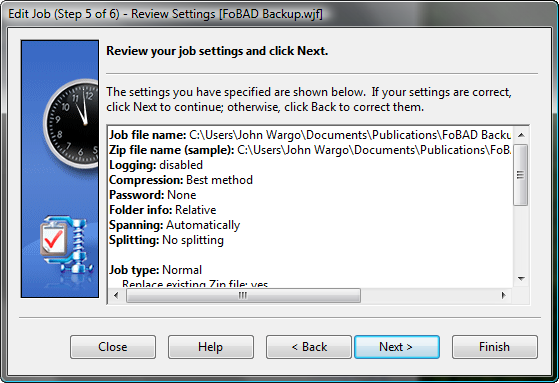 Edit Job (Step 5 of 6) - Review Settings [FoBAD Backup.wjf]
Review your job settings and click Next.
The settings you have specified are shown below.  If your settings are correct,
click Next to continue; otherwise, click Back to correct them.
Job file name: C:\Users\John Wargo\Documents\Publications\FoBAD Backu
Zip file name (sample): C:\Users\John Wargo\Documents\Publications\FoB
Logging: disabled
Compression: Best method
Password: None
Folder info: Relative
Spanning: Automatically
Splitting: No splitting
Job type: Normal
Replace existing Zip file: yes
Close
Help
< Back
Next >
Finish